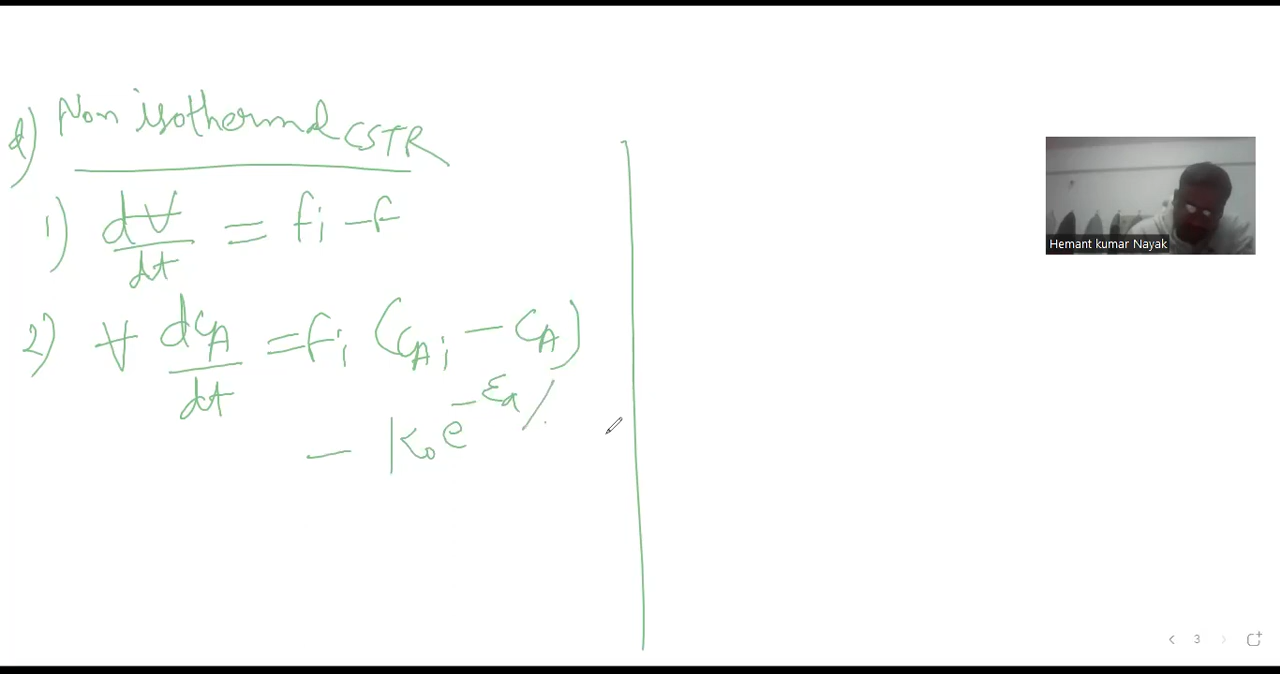 d) Non isothermal CSTR
1) dV/dt = fi - f
2) V dCA/dt = fi (CAi - CA)
- K0 e^-Ea/
Hemant kumar Nayak
3